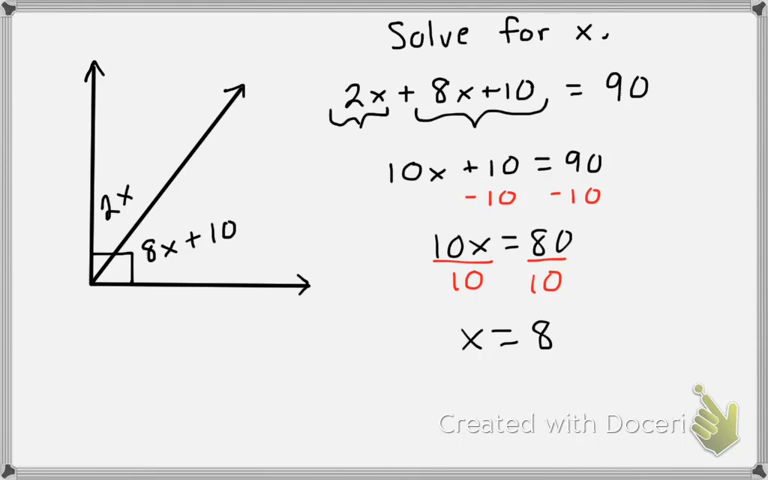 Solve for x.
2x + 8x+10 = 90
10x +10 = 90
-10 -10
10x = 80
10 10
x = 8
2x
8x+10
Created with Doceri